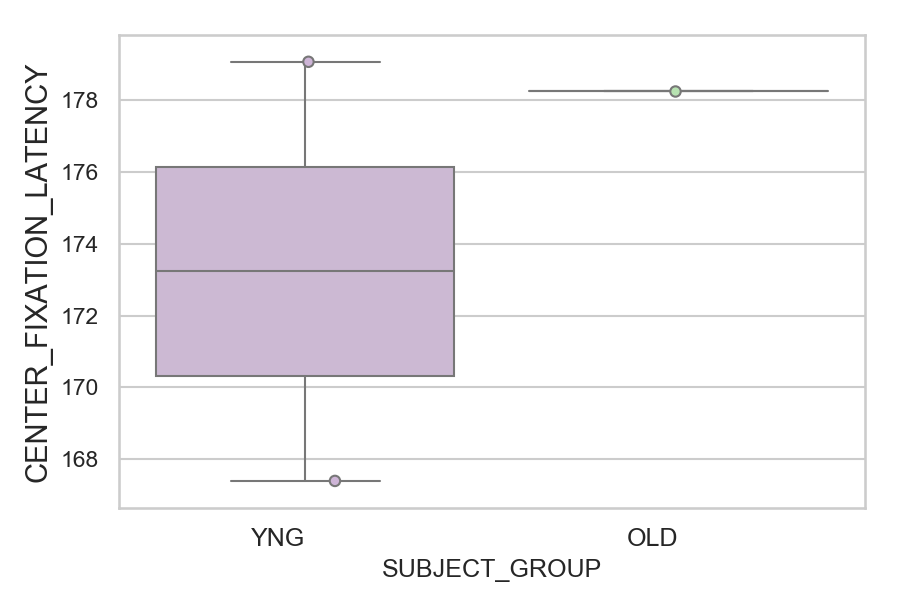 CENTER_FIXATION_LATENCY
178
176
174
172
170
168
YNG
OLD
SUBJECT_GROUP